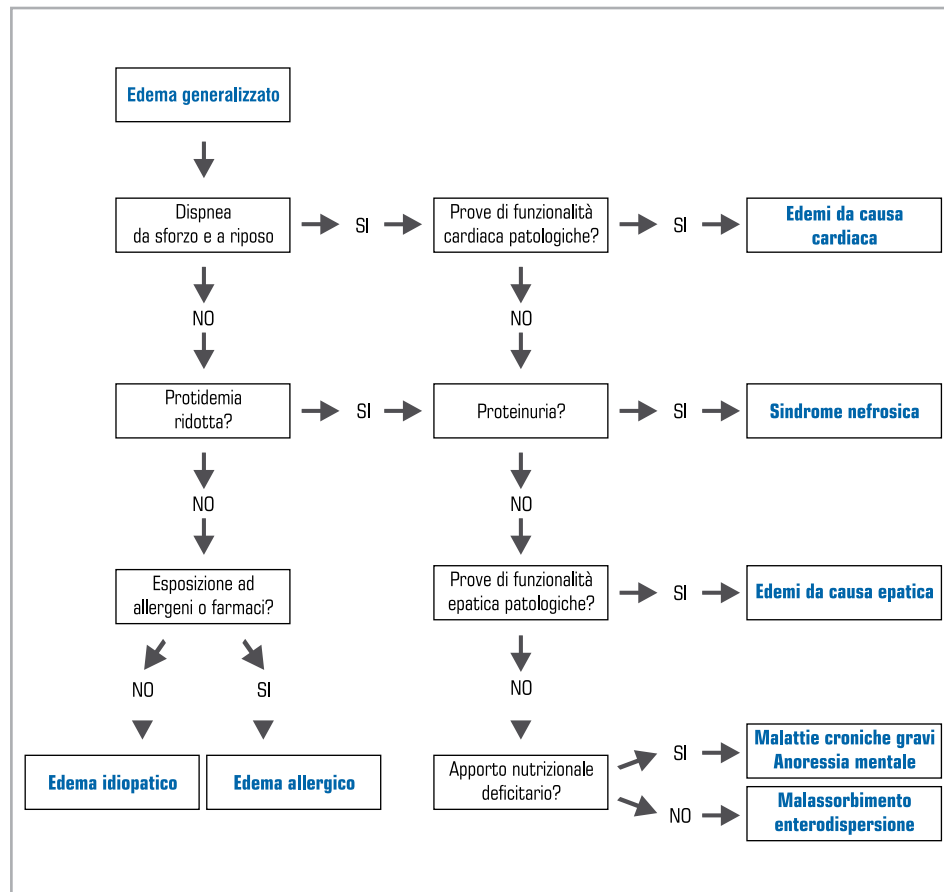 Edema generalizzato
Dispnea
da sforzo e a riposo
SI
Prove di funzionalità
cardiaca patologiche?
SI
Edemi da causa
cardiaca
NO
NO
Protidemia
ridotta?
SI
Proteinuria?
SI
Sindrome nefrosica
NO
NO
Esposizione ad
allergeni o farmaci?
Prove di funzionalità
epatica patologiche?
SI
Edemi da causa epatica
NO
SI
NO
Edema idiopatico
Edema allergico
Apporto nutrizionale
deficitario?
SI
Malattie croniche gravi
Anoressia mentale
NO
Malassorbimento
enterodispersione